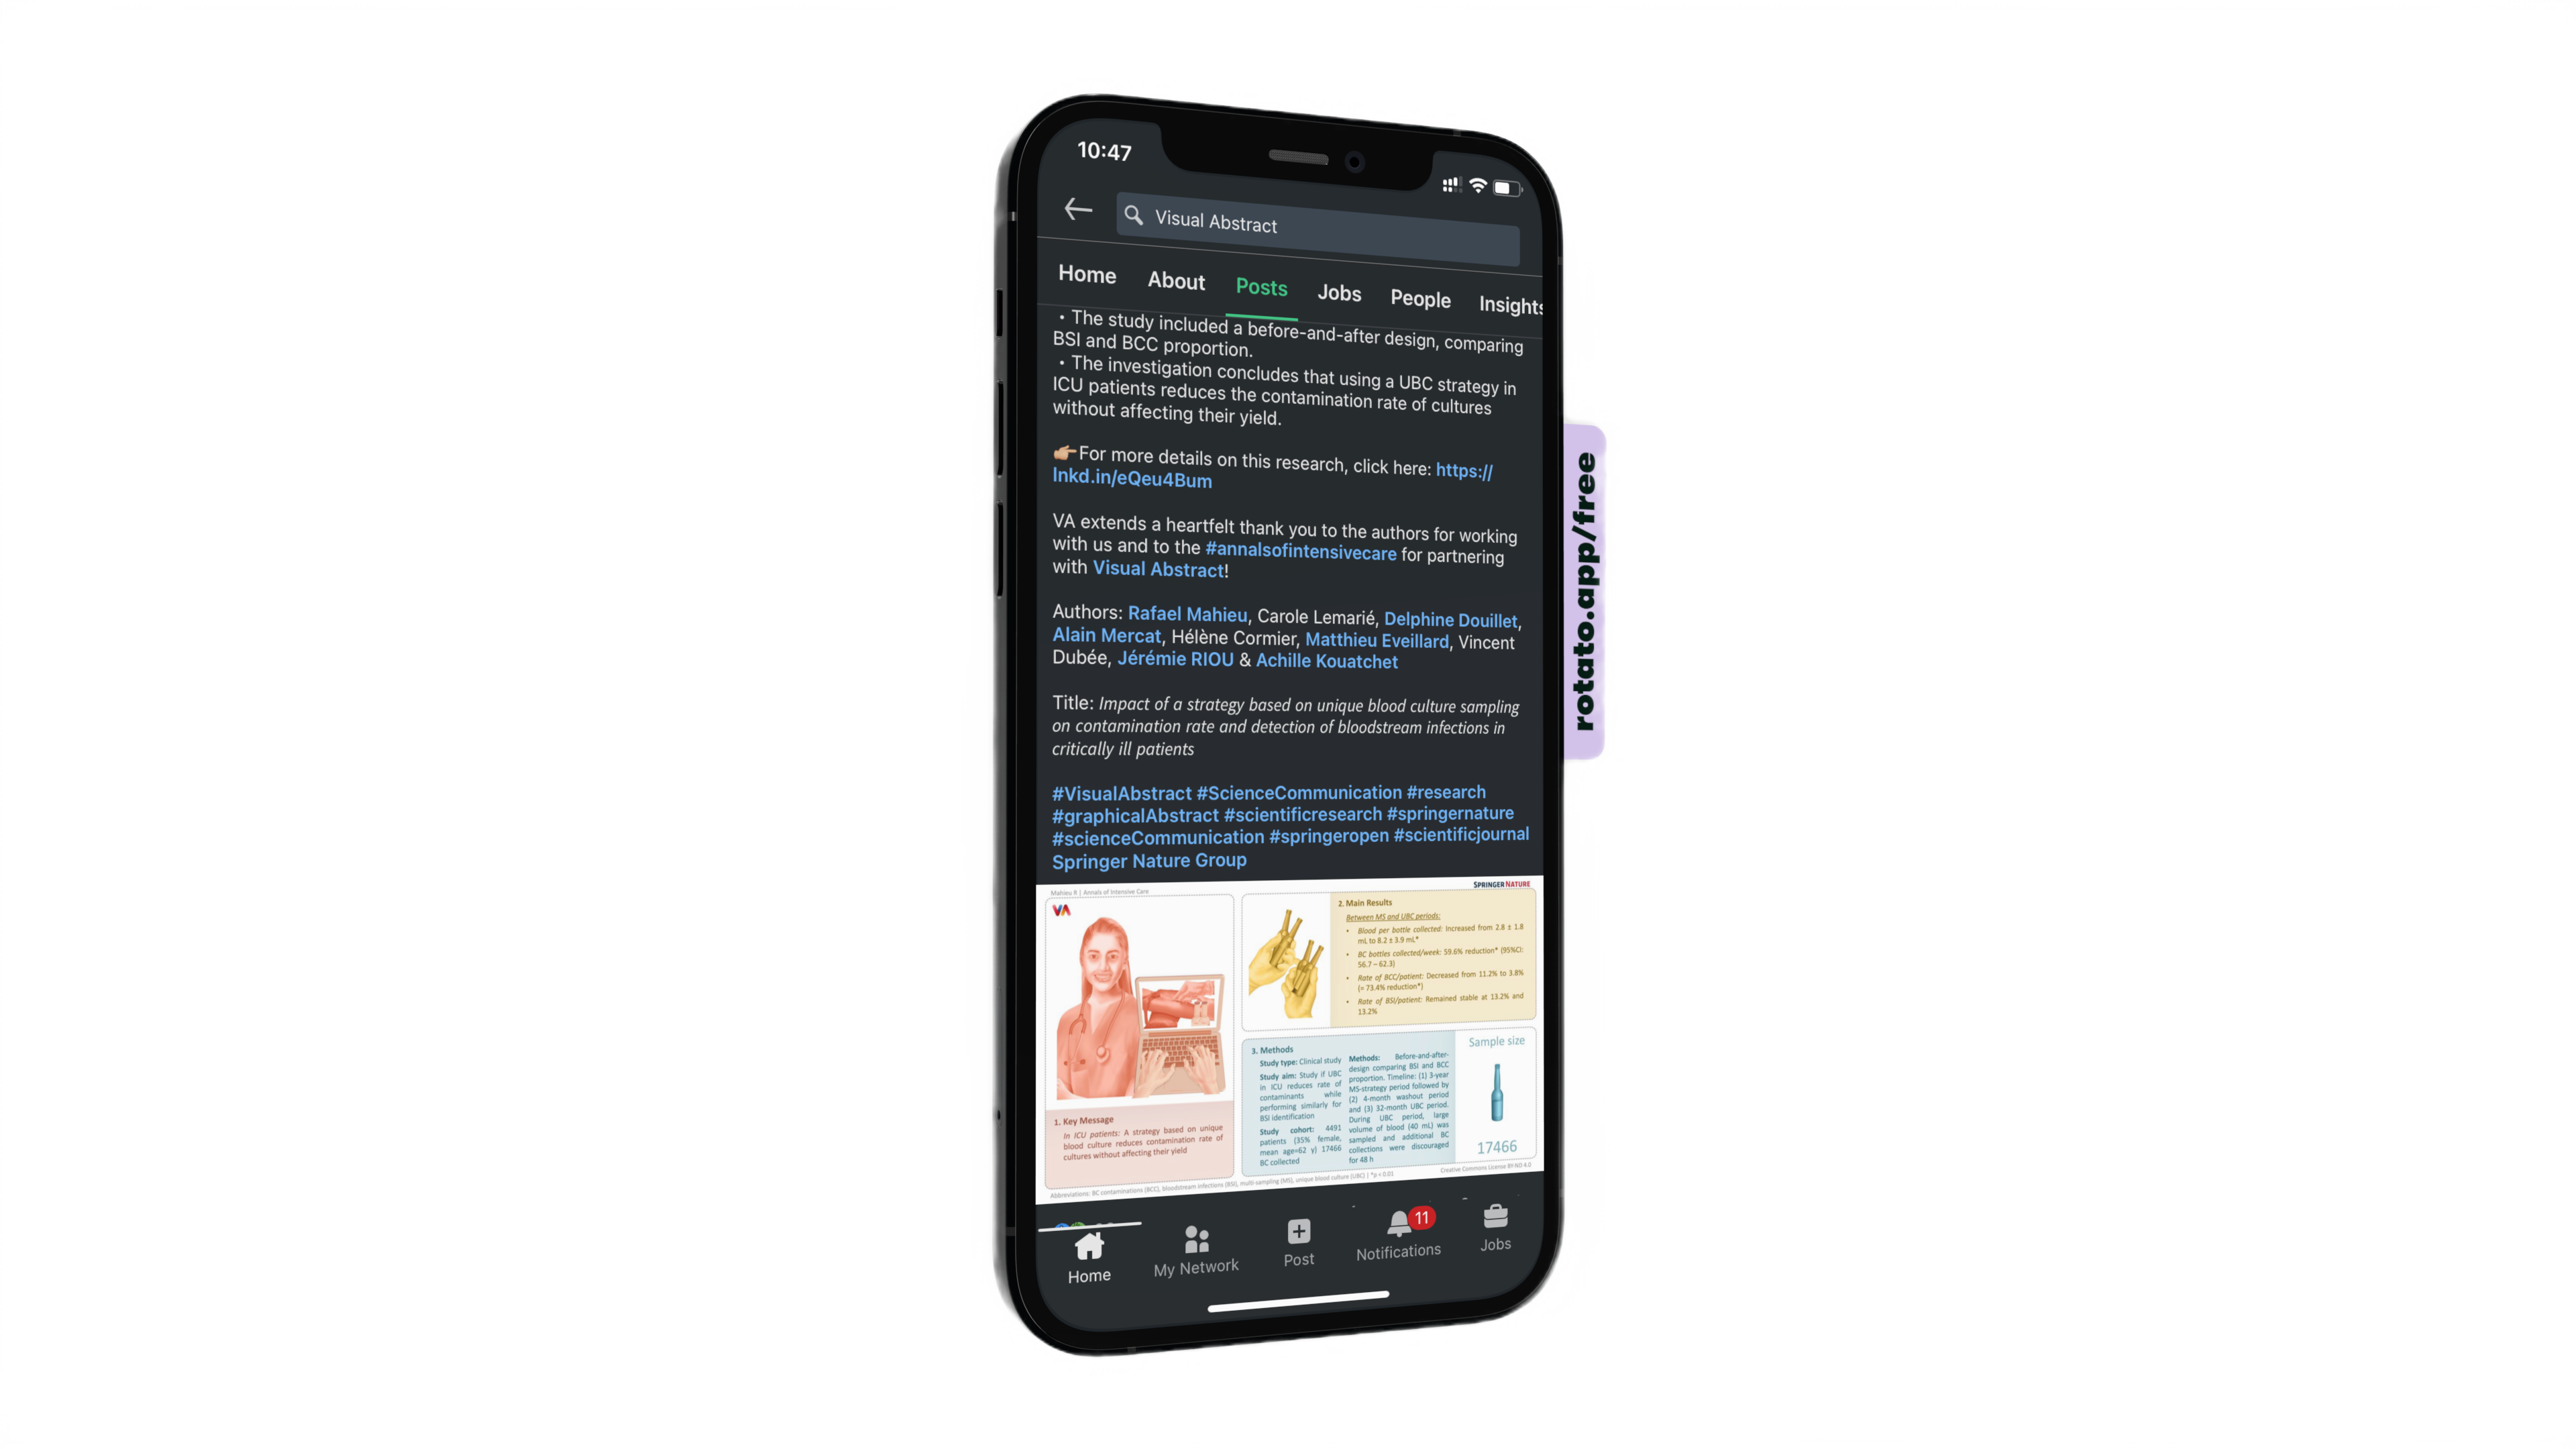 10:47
Visual Abstract
Home About Posts Jobs People Insights
• The study included a before-and-after design, comparing
BSI and BCC proportion.
• The investigation concludes that using a UBC strategy in
ICU patients reduces the contamination rate of cultures
without affecting their yield.
For more details on this research, click here: https://
lnkd.in/eQeu4Bum
VA extends a heartfelt thank you to the authors for working
with us and to the #annalsofintensivecare for partnering
with Visual Abstract!
Authors: Rafael Mahieu, Carole Lemarié, Delphine Douillet,
Alain Mercat, Hélène Cormier, Matthieu Eveillard, Vincent
Dubée, Jérémie RIOU & Achille Kouatchet
Title: Impact of a strategy based on unique blood culture sampling
on contamination rate and detection of bloodstream infections in
critically ill patients
#VisualAbstract #ScienceCommunication #research
#graphicalAbstract #scientificresearch #springernature
#scienceCommunication #springeropen #scientificjournal
Springer Nature Group
Mahieu R | Annals of Intensive Care
SPRINGER NATURE
VA
1. Key Message
In ICU patients: A strategy based on unique
blood culture reduces contamination rate of
cultures without affecting their yield
2. Main Results
Between MS and UBC periods:
• Blood per bottle collected: Increased from 2.8 ± 1.8
mL to 8.2 ± 3.9 mL*
• BC bottles collected/week: 59.6% reduction* (95%CI:
56.7 – 62.3)
• Rate of BCC/patient: Decreased from 11.2% to 3.8%
(= 73.4% reduction*)
• Rate of BSI/patient: Remained stable at 13.2% and
13.2%
3. Methods
Study type: Clinical study
Study aim: Study if UBC
in ICU reduces rate of
contaminants while
performing similarly for
BSI identification
Study cohort: 4491
patients (35% female,
mean age=62 y) 17466
BC collected
Methods: Before-and-after-
design comparing BSI and BCC
proportion. Timeline: (1) 3-year
MS-strategy period followed by
(2) 4-month washout period
and (3) 32-month UBC period.
During UBC period, large
volume of blood (40 mL) was
sampled and additional BC
collections were discouraged
for 48 h
Sample size
17466
Abbreviations: BC contaminations (BCC), bloodstream infections (BSI), multi-sampling (MS), unique blood culture (UBC) | *p < 0.01
Creative Commons License BY-ND 4.0
Home
My Network
Post
11
Notifications
Jobs
rotato.app/free